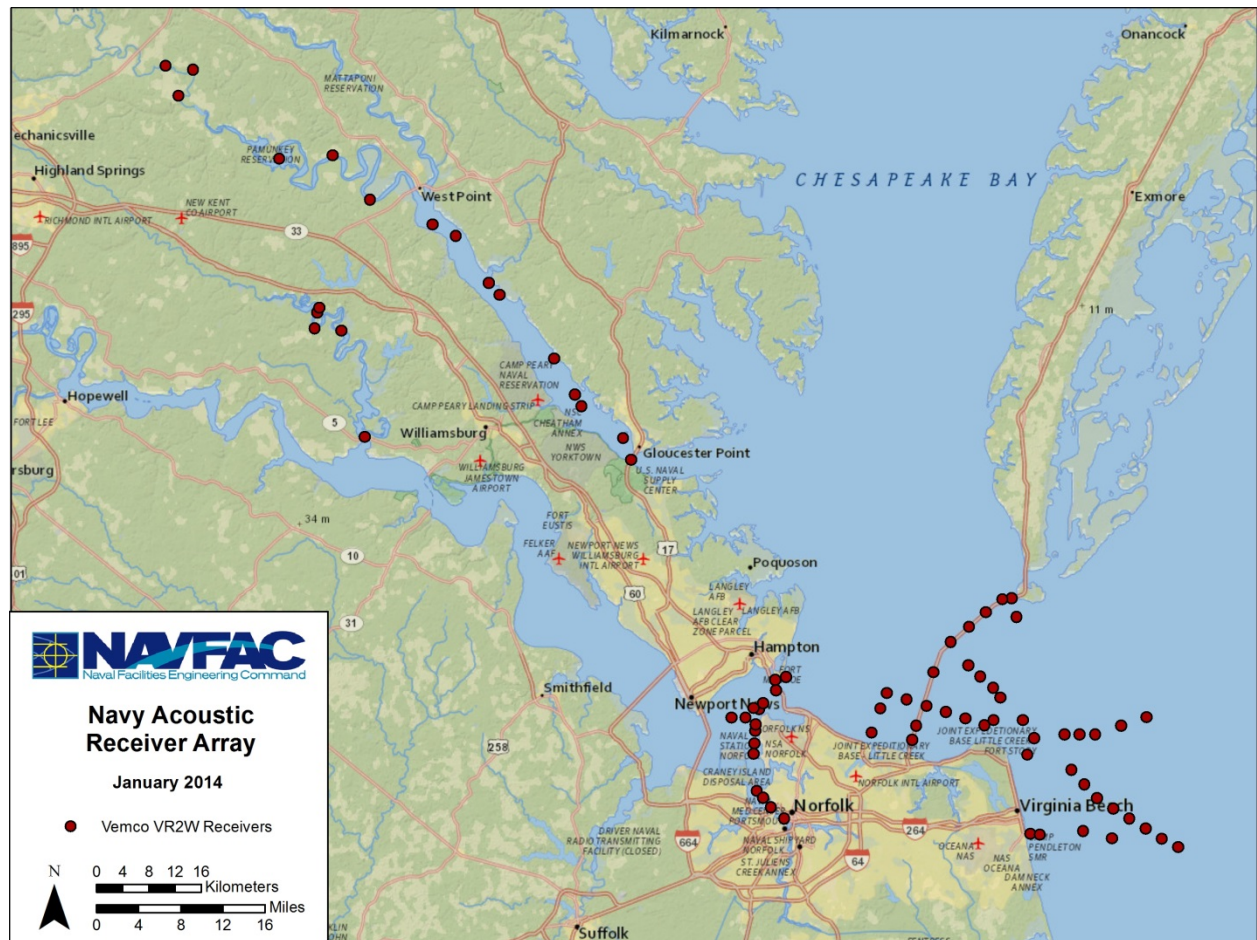 Kilmarnock
Onancock
MATTAPONI
RESERVATION
echanicsville
PAMUNKEY
RESERVATION
Highland Springs
CHESAPEAKE BAY
West Point
Exmore
NEW KENT
CO AIRPORT
RICHMOND INTL AIRPORT
33
895
295
11 m
CAMP PEARY
NAVAL
RESERVATION
Hopewell
CAMP PEARY LANDING STRIP
NSC
CHEATHAM
ANNEX
FORT LEE
5
Williamsburg
NWS
YORKTOWN
Gloucester Point
U.S. NAVAL
SUPPLY
CENTER
rsburg
WILLIAMSBURG
JAMESTOWN
AIRPORT
34 m
FORT
EUSTIS
10
FELKER
AAF
NEWPORT NEWS
WILLIAMSBURG
INTL AIRPORT
17
Poquoson
01
60
LANGLEY
AFB
LANGLEY
AFB CLEAR
ZONE PARCEL
LANGLEY AFB
31
Hampton
FORT
Smithfield
Newport News
258
NAVAL
STATION
NORFOLK NS
NSA
NORFOLK
JOINT EXPEDITIONARY
BASE - LITTLE CREEK
JOINT EXPEDITIONARY
BASE LITTLE CREEK
FORT STORY
CRANEY ISLAND
DISPOSAL AREA
NORFOLK INTL AIRPORT
MED CENTER
PORTSMOUTH
Norfolk
Virginia Beach
DRIVER NAVAL
RADIO TRANSMITTING
FACILITY (CLOSED)
664
NAVAL SHIPYARD
NORFOLK
ST. JULIENS
CREEK ANNEX
64
264
OCEANA
NAS
NAS
OCEANA
PENDLETON
SMR
DAM NECK
ANNEX
Suffolk
NAVFAC
Naval Facilities Engineering Command
Navy Acoustic
Receiver Array
January 2014
Vemco VR2W Receivers
N
0 4 8 12 16
Kilometers
Miles
0 4 8 12 16